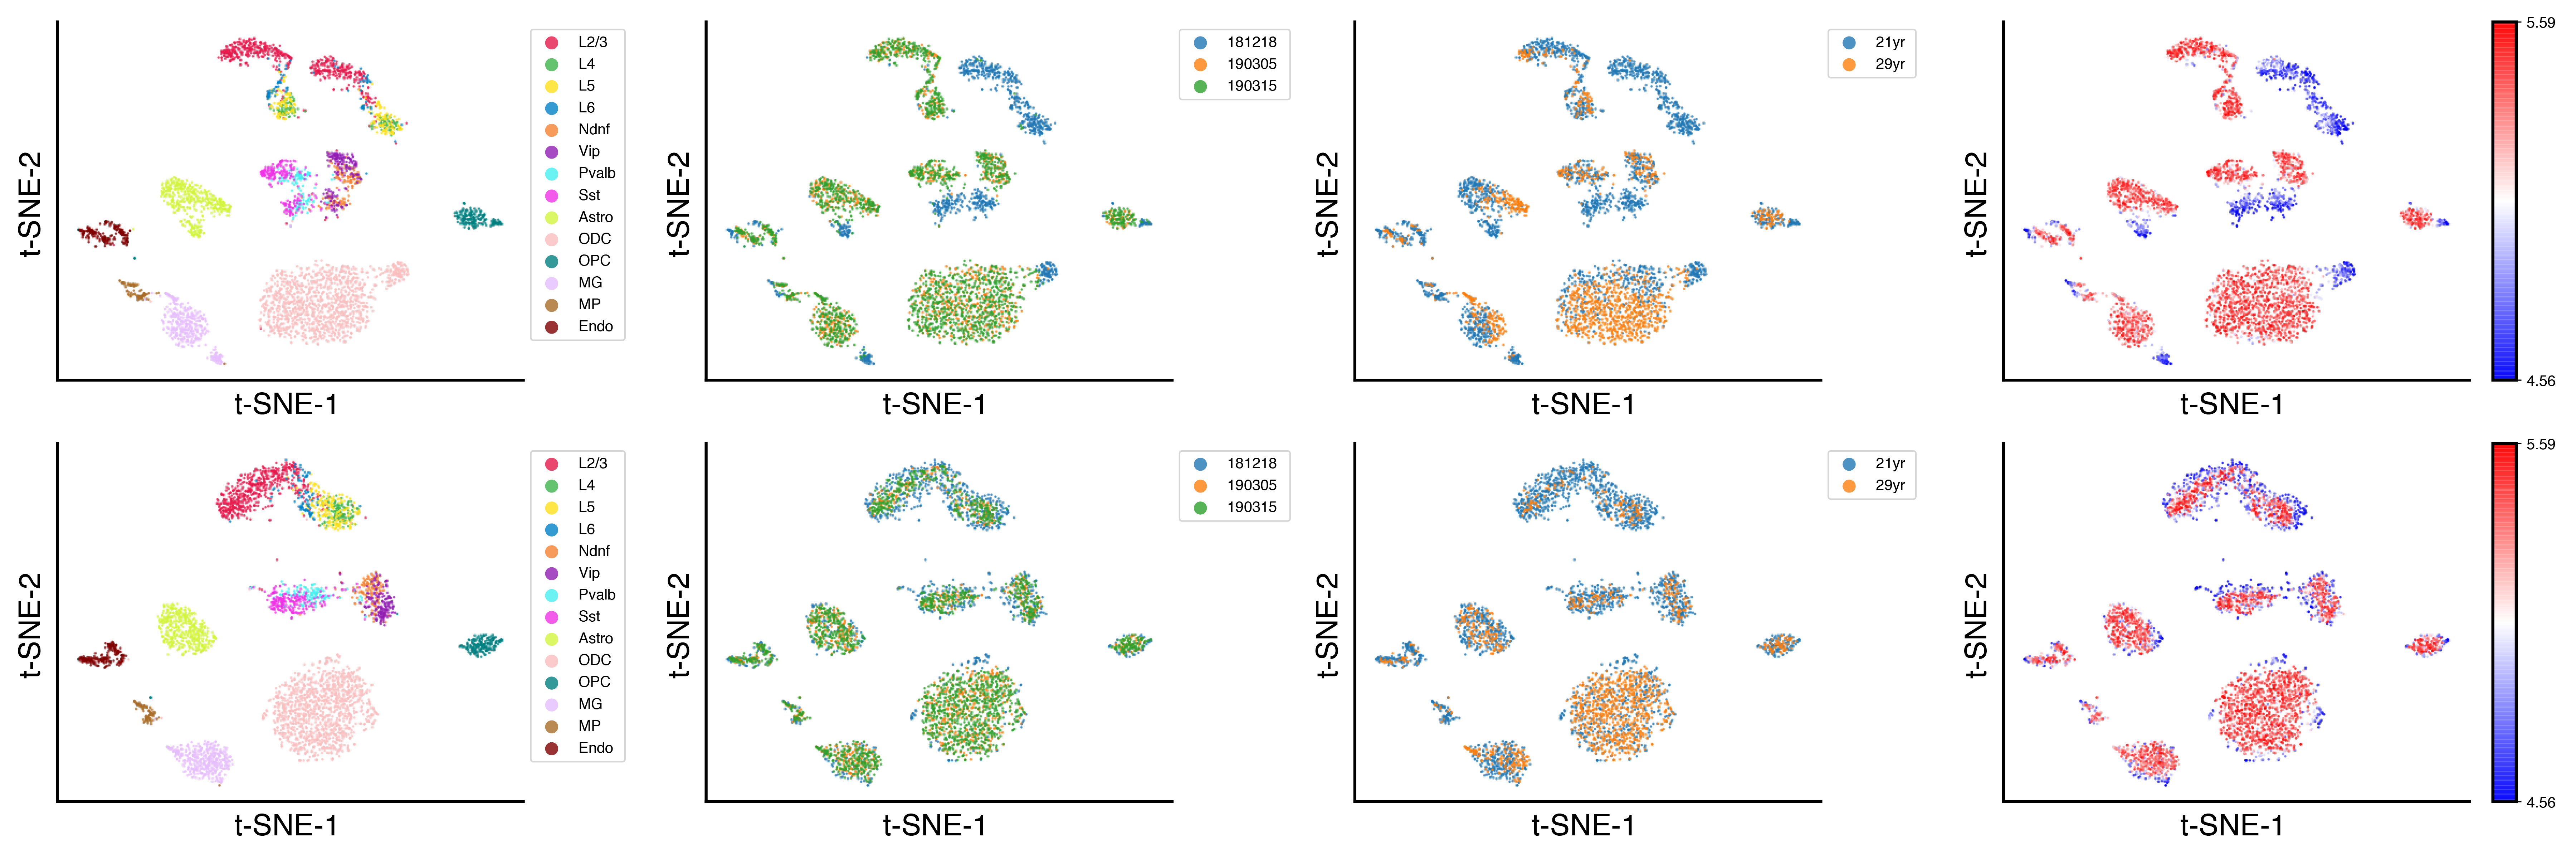 t-SNE-2
t-SNE-1
L2/3
L4
L5
L6
Ndnf
Vip
Pvalb
Sst
Astro
ODC
OPC
MG
MP
Endo
t-SNE-2
t-SNE-1
181218
190305
190315
t-SNE-2
t-SNE-1
21yr
29yr
t-SNE-2
t-SNE-1
5.59
4.56
t-SNE-2
t-SNE-1
L2/3
L4
L5
L6
Ndnf
Vip
Pvalb
Sst
Astro
ODC
OPC
MG
MP
Endo
t-SNE-2
t-SNE-1
181218
190305
190315
t-SNE-2
t-SNE-1
21yr
29yr
t-SNE-2
t-SNE-1
5.59
4.56